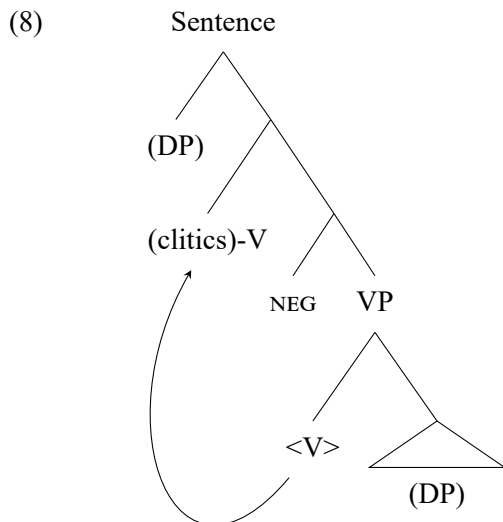 (8) Sentence
(DP)
(clitics)-V
NEG VP
<V>
(DP)